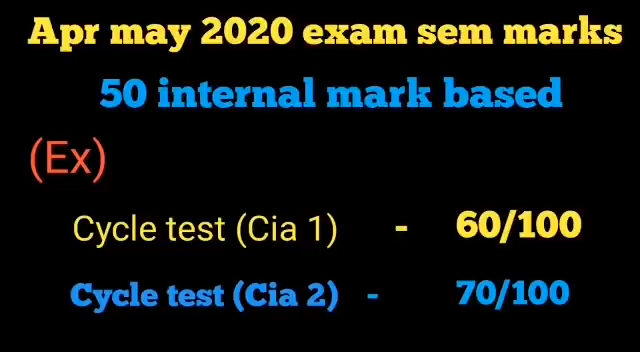 Apr may 2020 exam sem marks
50 internal mark based
(Ex)
Cycle test (Cia 1) - 60/100
Cycle test (Cia 2) - 70/100